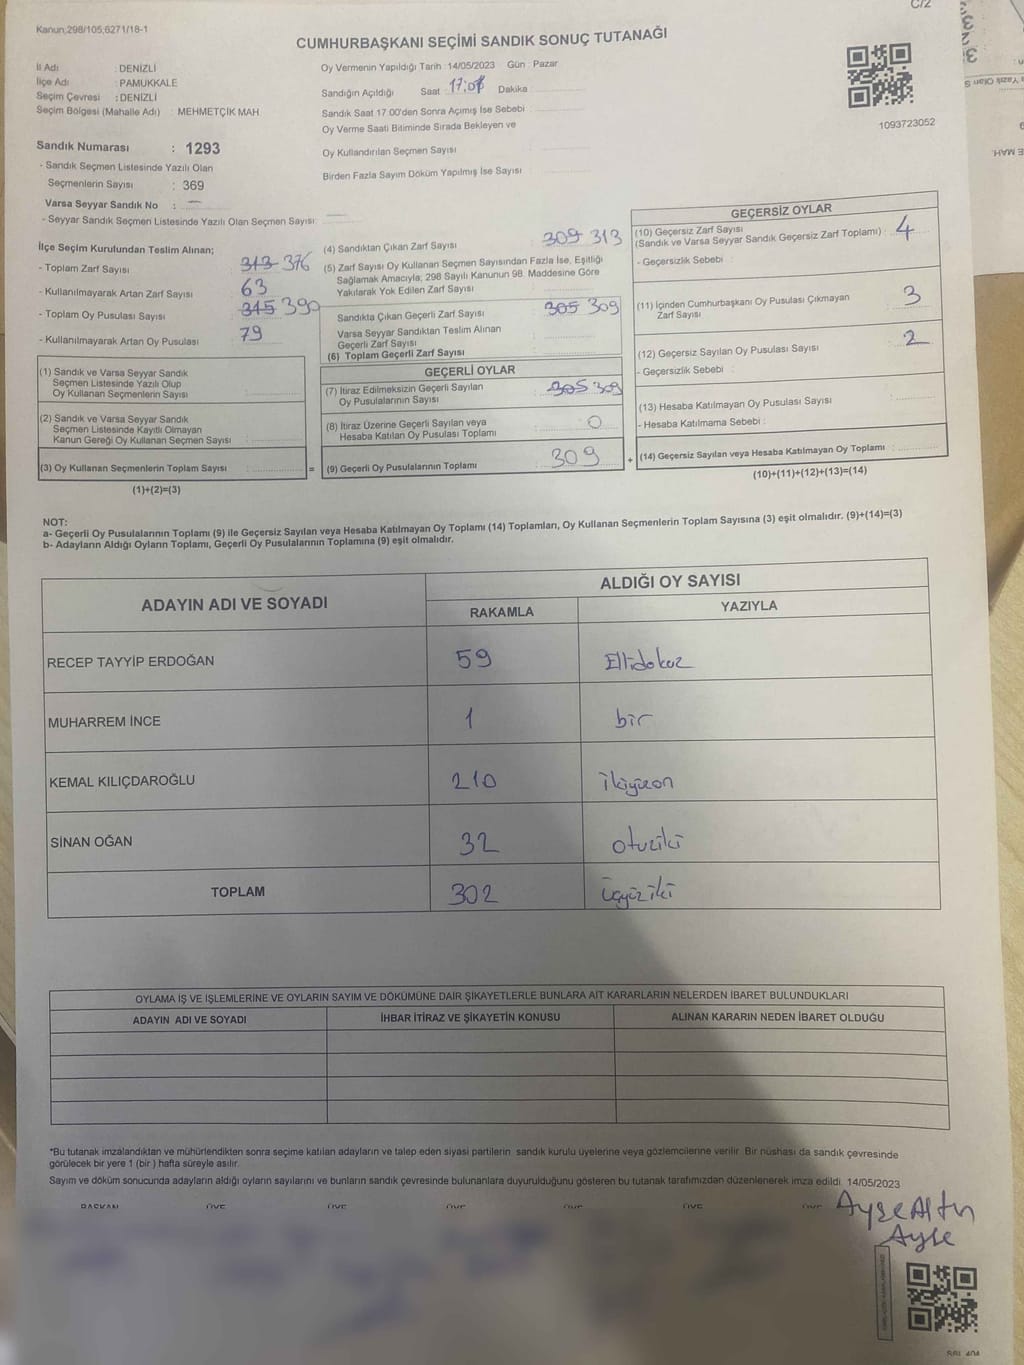 C/2
Kanun;298/105;6271/18-1
CUMHURBAŞKANI SEÇİMİ SANDIK SONUÇ TUTANAĞI
İl Adı : DENİZLİ
İlçe Adı : PAMUKKALE
Seçim Çevresi : DENİZLİ
Seçim Bölgesi (Mahalle Adı) : MEHMETÇİK MAH
Oy Vermenin Yapıldığı Tarih : 14/05/2023 Gün : Pazar
Sandığın Açıldığı Saat Dakika
Sandık Saat 17.00'den Sonra Açımış İse Sebebi :
Oy Verme Saati Bitiminde Sırada Bekleyen ve
Oy Kullandırılan Seçmen Sayısı
Birden Fazla Sayım Döküm Yapılmış İse Sayısı
1093723052
Sandık Numarası : 1293
- Sandık Seçmen Listesinde Yazılı Olan
Seçmenlerin Sayısı : 369
Varsa Seyyar Sandık No : —
- Seyyar Sandık Seçmen Listesinde Yazılı Olan Seçmen Sayısı: —
İlçe Seçim Kurulundan Teslim Alınan;
- Toplam Zarf Sayısı 313 376
- Kullanılmayarak Artan Zarf Sayısı 63
- Toplam Oy Pusulası Sayısı 315 390
- Kullanılmayarak Artan Oy Pusulası 79
(1) Sandık ve Varsa Seyyar Sandık
Seçmen Listesinde Yazılı Olup
Oy Kullanan Seçmenlerin Sayısı :
(2) Sandık ve Varsa Seyyar Sandık
Seçmen Listesinde Kayıtlı Olmayan
Kanun Gereği Oy Kullanan Seçmen Sayısı :
(3) Oy Kullanan Seçmenlerin Toplam Sayısı :
(1)+(2)=(3)
(4) Sandıktan Çıkan Zarf Sayısı 309 313
(5) Zarf Sayısı Oy Kullanan Seçmen Sayısından Fazla İse, Eşitliği
Sağlamak Amacıyla, 298 Sayılı Kanunun 98. Maddesine Göre
Yakılarak Yok Edilen Zarf Sayısı
Sandıkta Çıkan Geçerli Zarf Sayısı 305 309
Varsa Seyyar Sandıktan Teslim Alınan
Geçerli Zarf Sayısı
(6) Toplam Geçerli Zarf Sayısı
GEÇERLİ OYLAR
(7) İtiraz Edilmeksizin Geçerli Sayılan
Oy Pusulalarının Sayısı 305 309
(8) İtiraz Üzerine Geçerli Sayılan veya
Hesaba Katılan Oy Pusulası Toplamı 0
= (9) Geçerli Oy Pusulalarının Toplamı 309 +
GEÇERSİZ OYLAR
(10) Geçersiz Zarf Sayısı
(Sandık ve Varsa Seyyar Sandık Geçersiz Zarf Toplamı) : 4
- Geçersizlik Sebebi :
(11) İçinden Cumhurbaşkanı Oy Pusulası Çıkmayan
Zarf Sayısı 3
(12) Geçersiz Sayılan Oy Pusulası Sayısı 2
- Geçersizlik Sebebi :
(13) Hesaba Katılmayan Oy Pusulası Sayısı
- Hesaba Katılmama Sebebi :
(14) Geçersiz Sayılan veya Hesaba Katılmayan Oy Toplamı :
(10)+(11)+(12)+(13)=(14)
NOT:
a- Geçerli Oy Pusulalarının Toplamı (9) ile Geçersiz Sayılan veya Hesaba Katılmayan Oy Toplamı (14) Toplamları, Oy Kullanan Seçmenlerin Toplam Sayısına (3) eşit olmalıdır. (9)+(14)=(3)
b- Adayların Aldığı Oyların Toplamı, Geçerli Oy Pusulalarının Toplamına (9) eşit olmalıdır.
ADAYIN ADI VE SOYADI
ALDIĞI OY SAYISI
RAKAMLA YAZIYLA
RECEP TAYYİP ERDOĞAN 59 Ellidokuz
MUHARREM İNCE 1 bir
KEMAL KILIÇDAROĞLU 210 ikiyüzon
SİNAN OĞAN 32 otuziki
TOPLAM 302 üçyüziki
OYLAMA İŞ VE İŞLEMLERİNE VE OYLARIN SAYIM VE DÖKÜMÜNE DAİR ŞİKAYETLERLE BUNLARA AİT KARARLARIN NELERDEN İBARET BULUNDUKLARI
ADAYIN ADI VE SOYADI İHBAR İTİRAZ VE ŞİKAYETİN KONUSU ALINAN KARARIN NEDEN İBARET OLDUĞU
*Bu tutanak imzalandıktan ve mühürlendikten sonra seçime katılan adayların ve talep eden siyasi partilerin sandık kurulu üyelerine veya gözlemcilerine verilir. Bir nüshası da sandık çevresinde
görülecek bir yere 1 (bir ) hafta süreyle asılır.
Sayım ve döküm sonucunda adayların aldığı oyların sayılarını ve bunların sandık çevresinde bulunanlara duyurulduğunu gösteren bu tutanak tarafımızdan düzenlenerek imza edildi. 14/05/2023
BAŞKAN ÜYE ÜYE ÜYE ÜYE ÜYE ÜYE
Ayşe Altın
Ayşe